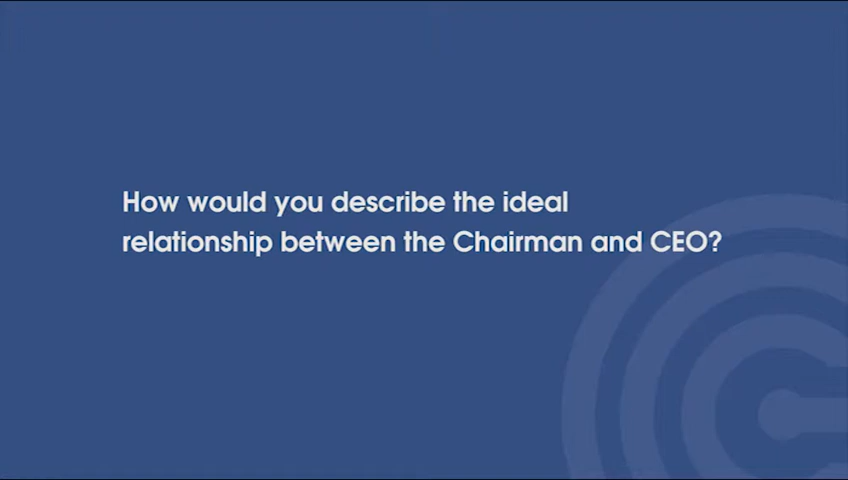 How would you describe the ideal
relationship between the Chairman and CEO?